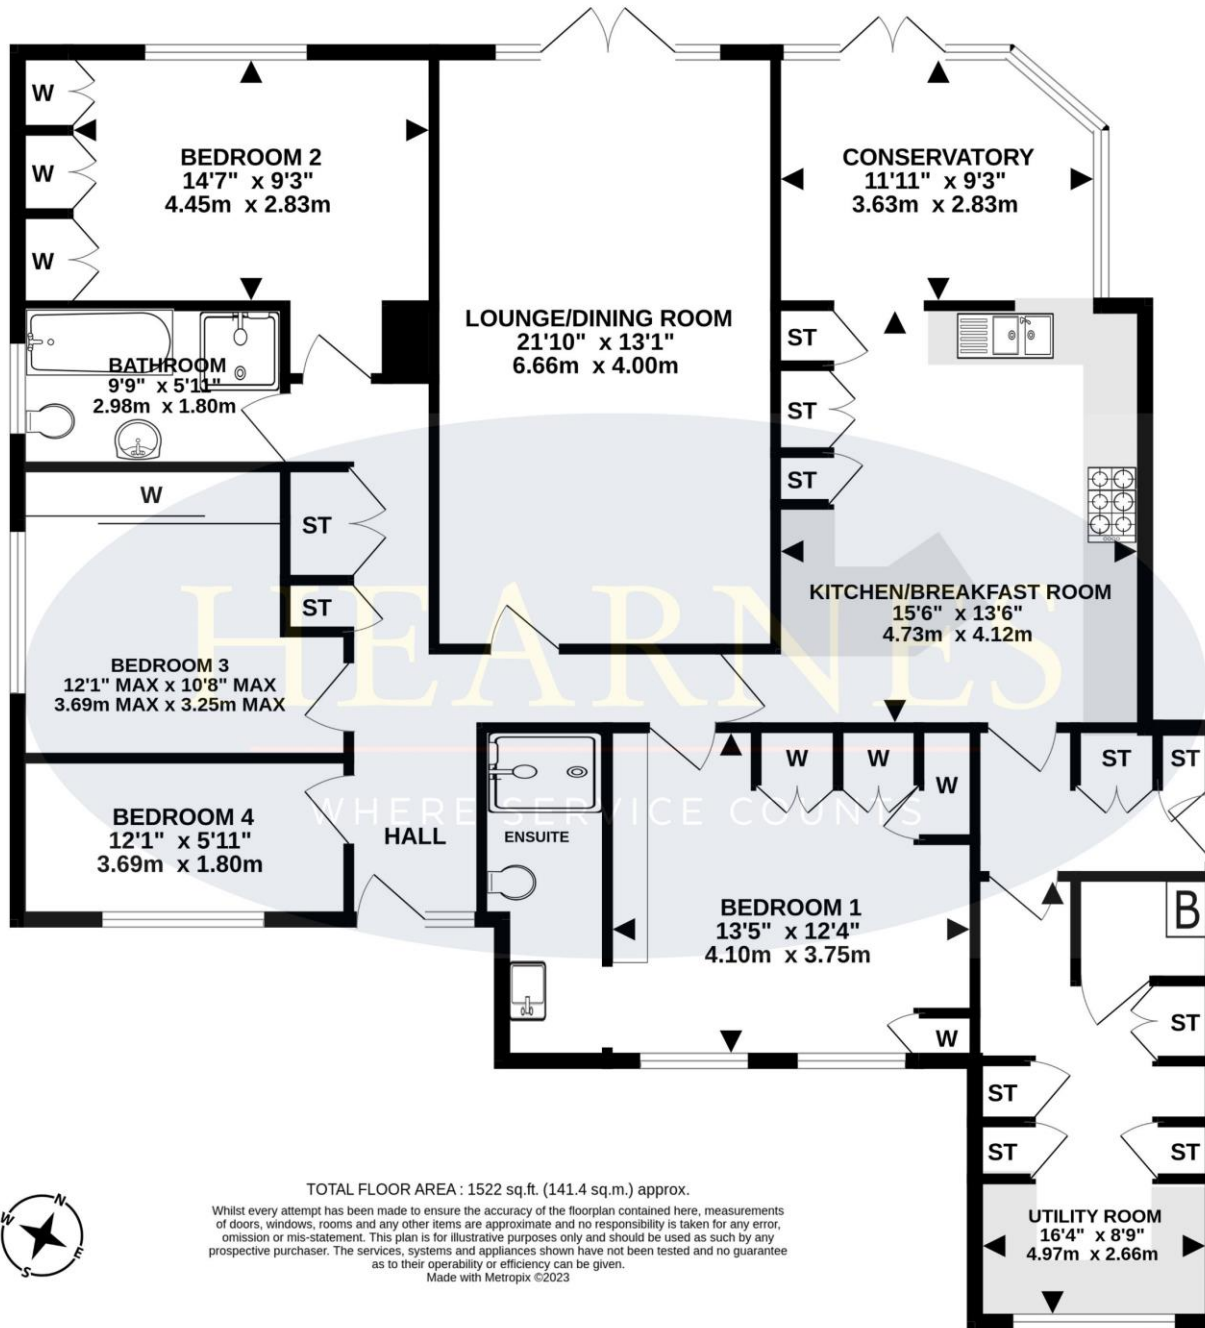 W
W
W
BEDROOM 2
14'7" x 9'3"
4.45m x 2.83m
CONSERVATORY
11'11" x 9'3"
3.63m x 2.83m
LOUNGE/DINING ROOM
21'10" x 13'1"
6.66m x 4.00m
ST
ST
ST
BATHROOM
9'9" x 5'11"
2.98m x 1.80m
W
ST
ST
KITCHEN/BREAKFAST ROOM
15'6" x 13'6"
4.73m x 4.12m
HEARNES
WHERE SERVICE COUNTS
BEDROOM 3
12'1" MAX x 10'8" MAX
3.69m MAX x 3.25m MAX
BEDROOM 4
12'1" x 5'11"
3.69m x 1.80m
HALL
ENSUITE
W
W
W
ST
ST
BEDROOM 1
13'5" x 12'4"
4.10m x 3.75m
W
B
ST
ST
ST
ST
UTILITY ROOM
16'4" x 8'9"
4.97m x 2.66m
N
W
E
S
TOTAL FLOOR AREA : 1522 sq.ft. (141.4 sq.m.) approx.
Whilst every attempt has been made to ensure the accuracy of the floorplan contained here, measurements
of doors, windows, rooms and any other items are approximate and no responsibility is taken for any error,
omission or mis-statement. This plan is for illustrative purposes only and should be used as such by any
prospective purchaser. The services, systems and appliances shown have not been tested and no guarantee
as to their operability or efficiency can be given.
Made with Metropix ©2023